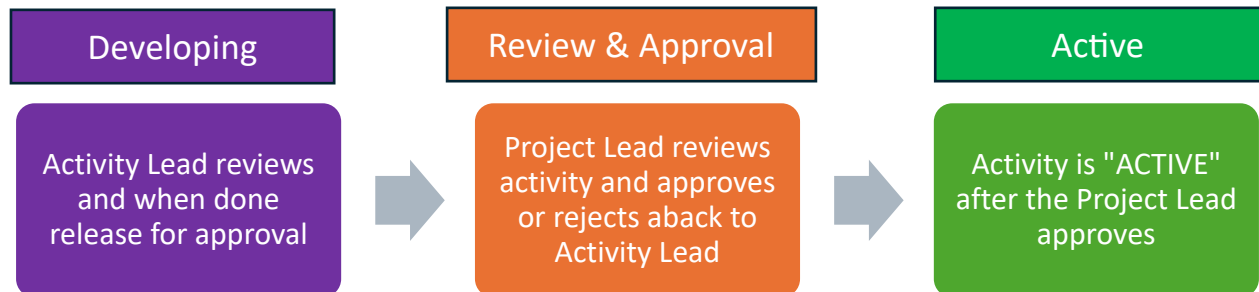 Developing
Review & Approval
Active
Activity Lead reviews
and when done
release for approval
Project Lead reviews
activity and approves
or rejects aback to
Activity Lead
Activity is "ACTIVE"
after the Project Lead
approves